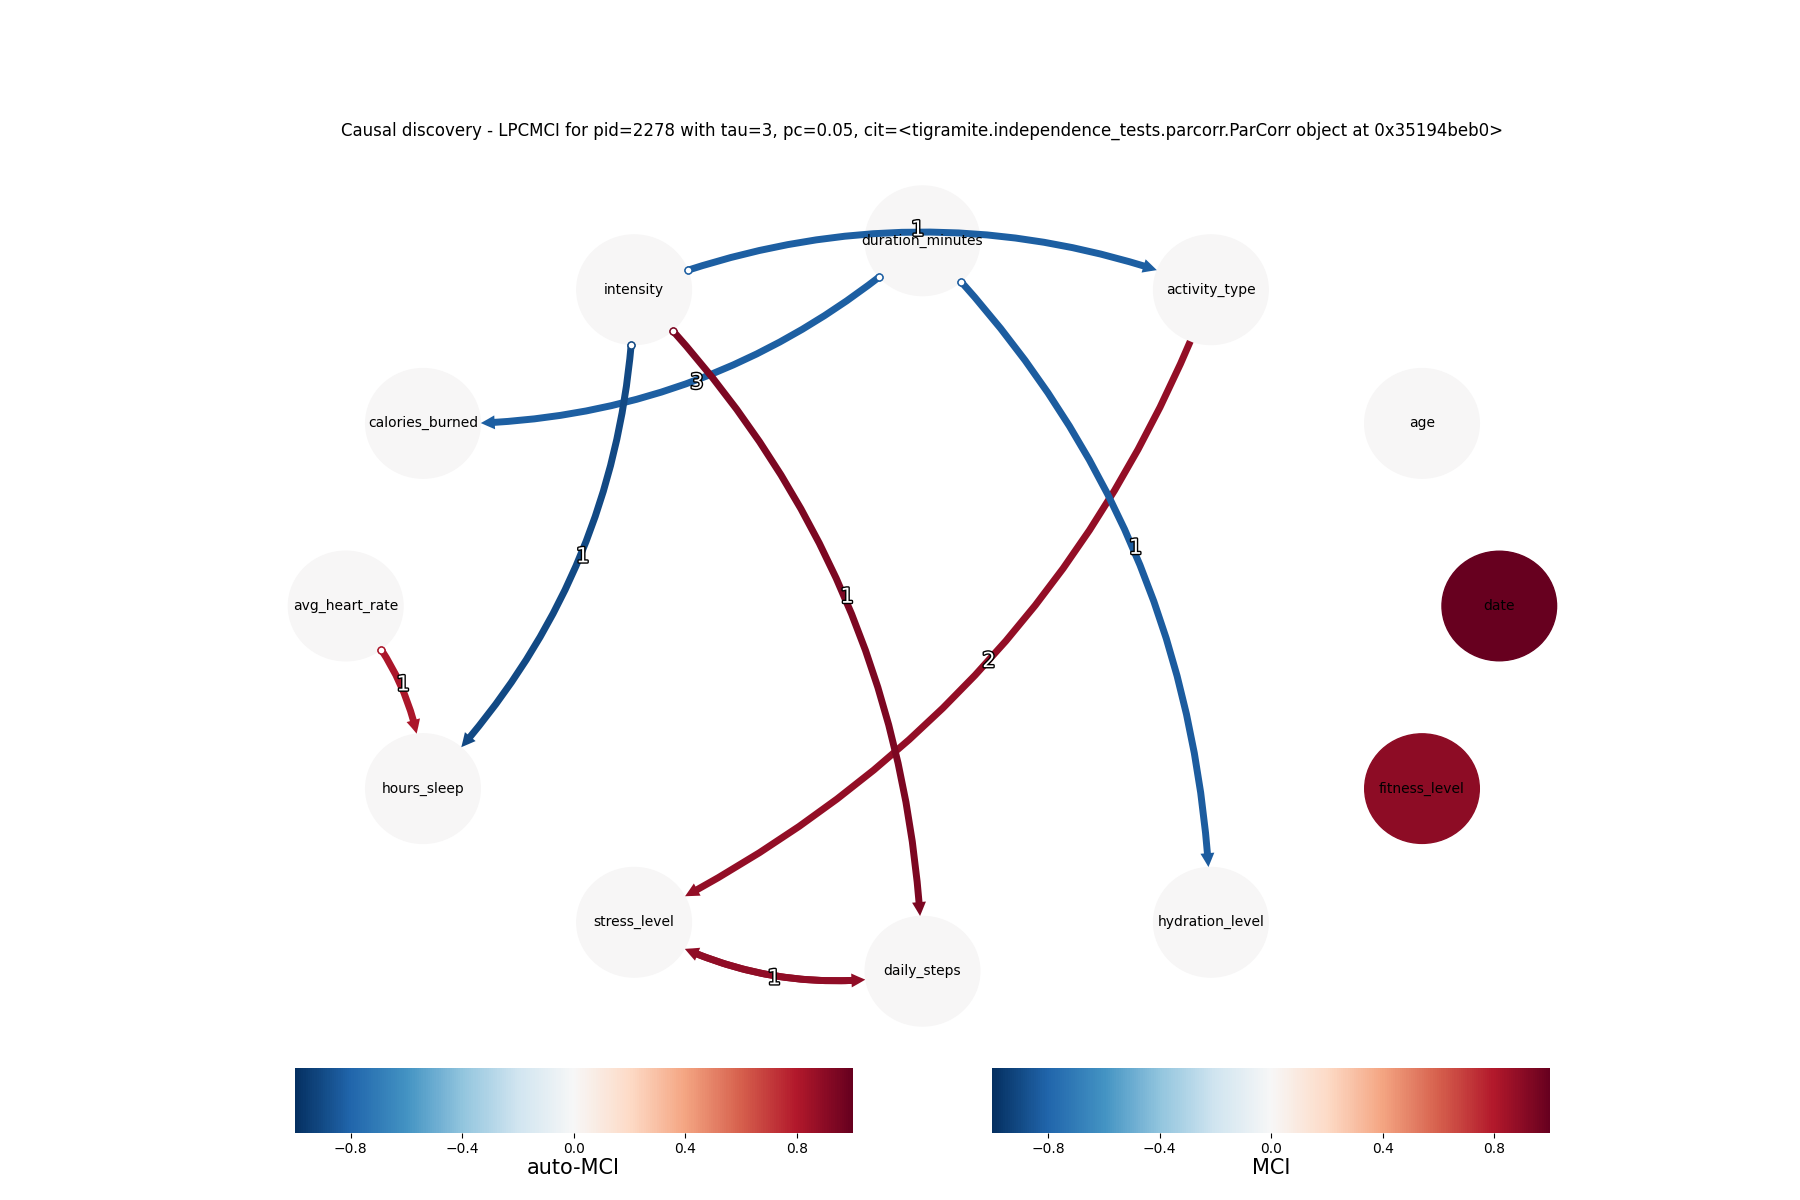 Causal discovery - LPCMCI for pid=2278 with tau=3, pc=0.05, cit=<tigramite.independence_tests.parcorr.ParCorr object at 0x35194beb0>
1
duration_minutes
intensity
activity_type
3
calories_burned
age
1
1
1
avg_heart_rate
date
2
1
hours_sleep
fitness_level
stress_level
hydration_level
daily_steps
1
−0.8 −0.4 0.0 0.4 0.8
auto-MCI
−0.8 −0.4 0.0 0.4 0.8
MCI